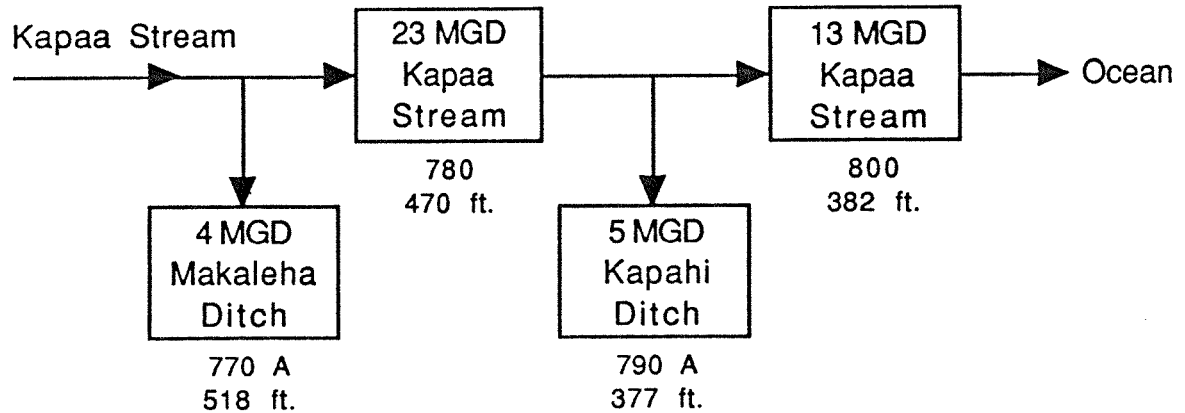 Kapaa Stream
23 MGD
Kapaa
Stream
780
470 ft.
13 MGD
Kapaa
Stream
800
382 ft.
Ocean
4 MGD
Makaleha
Ditch
770 A
518 ft.
5 MGD
Kapahi
Ditch
790 A
377 ft.